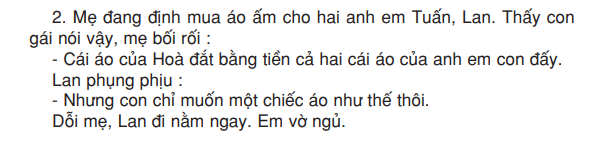 2. Mẹ đang định mua áo ấm cho hai anh em Tuấn, Lan. Thấy con
gái nói vậy, mẹ bối rối :
- Cái áo của Hoà đắt bằng tiền cả hai cái áo của anh em con đấy.
Lan phụng phịu :
- Nhưng con chỉ muốn một chiếc áo như thế thôi.
Dỗi mẹ, Lan đi nằm ngay. Em vờ ngủ.